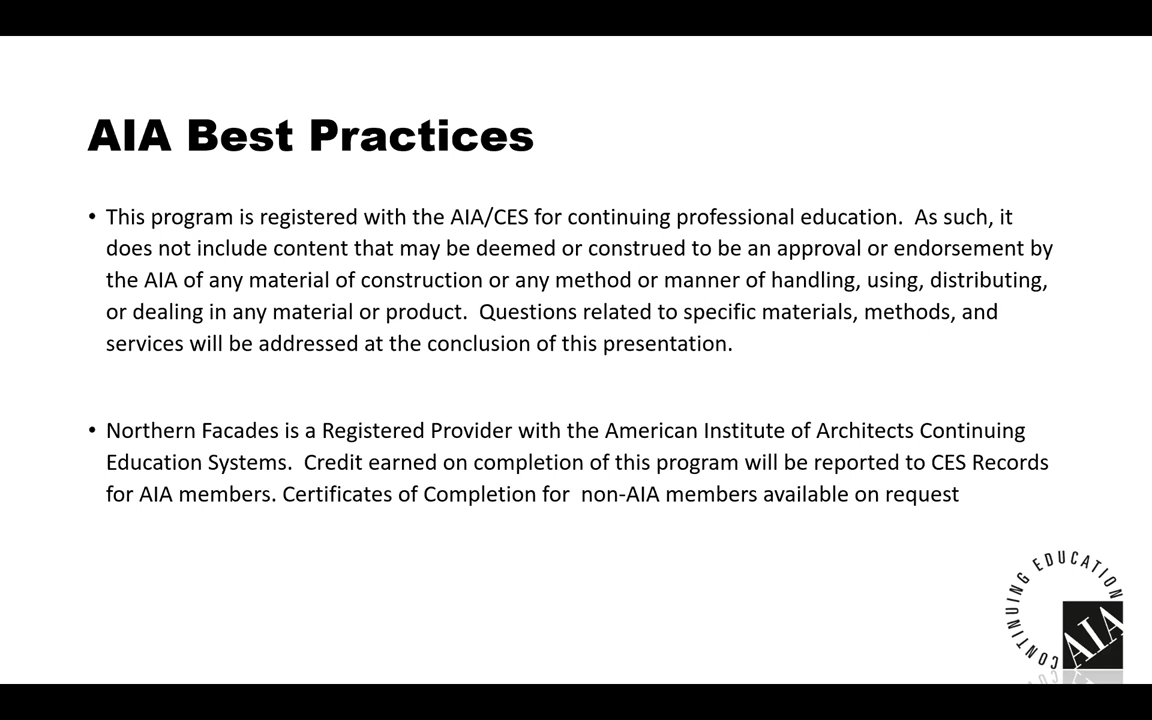 AIA Best Practices
• This program is registered with the AIA/CES for continuing professional education.  As such, it
does not include content that may be deemed or construed to be an approval or endorsement by
the AIA of any material of construction or any method or manner of handling, using, distributing,
or dealing in any material or product.  Questions related to specific materials, methods, and
services will be addressed at the conclusion of this presentation.
• Northern Facades is a Registered Provider with the American Institute of Architects Continuing
Education Systems.  Credit earned on completion of this program will be reported to CES Records
for AIA members. Certificates of Completion for  non-AIA members available on request
CONTINUING EDUCATION
AIA